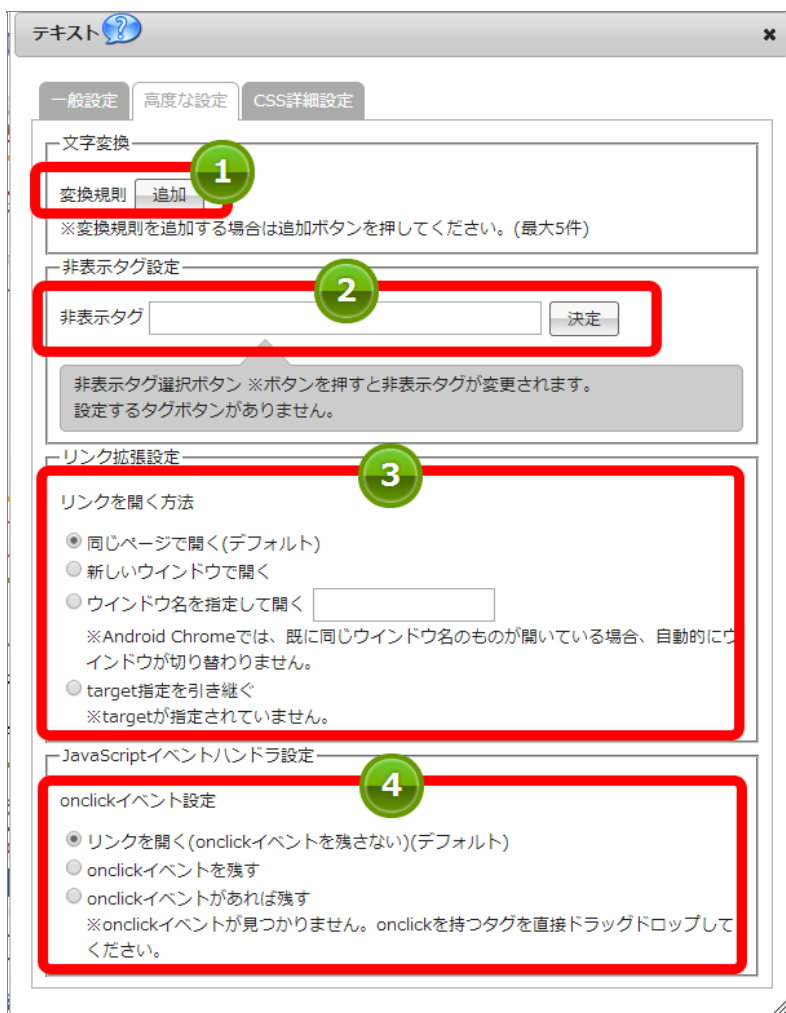 テキスト
一般設定 高度な設定 CSS詳細設定
文字変換
1
変換規則 追加
※変換規則を追加する場合は追加ボタンを押してください。(最大5件)
非表示タグ設定
2
非表示タグ 決定
非表示タグ選択ボタン ※ボタンを押すと非表示タグが変更されます。
設定するタグボタンがありません。
リンク拡張設定
3
リンクを開く方法
同じページで開く(デフォルト)
新しいウインドウで開く
ウインドウ名を指定して開く
※Android Chromeでは、既に同じウインドウ名のものが開いている場合、自動的にウ
インドウが切り替わりません。
target指定を引き継ぐ
※targetが指定されていません。
JavaScriptイベントハンドラ設定
4
onclickイベント設定
リンクを開く(onclickイベントを残さない)(デフォルト)
onclickイベントを残す
onclickイベントがあれば残す
※onclickイベントが見つかりません。onclickを持つタグを直接ドラッグドロップして
ください。